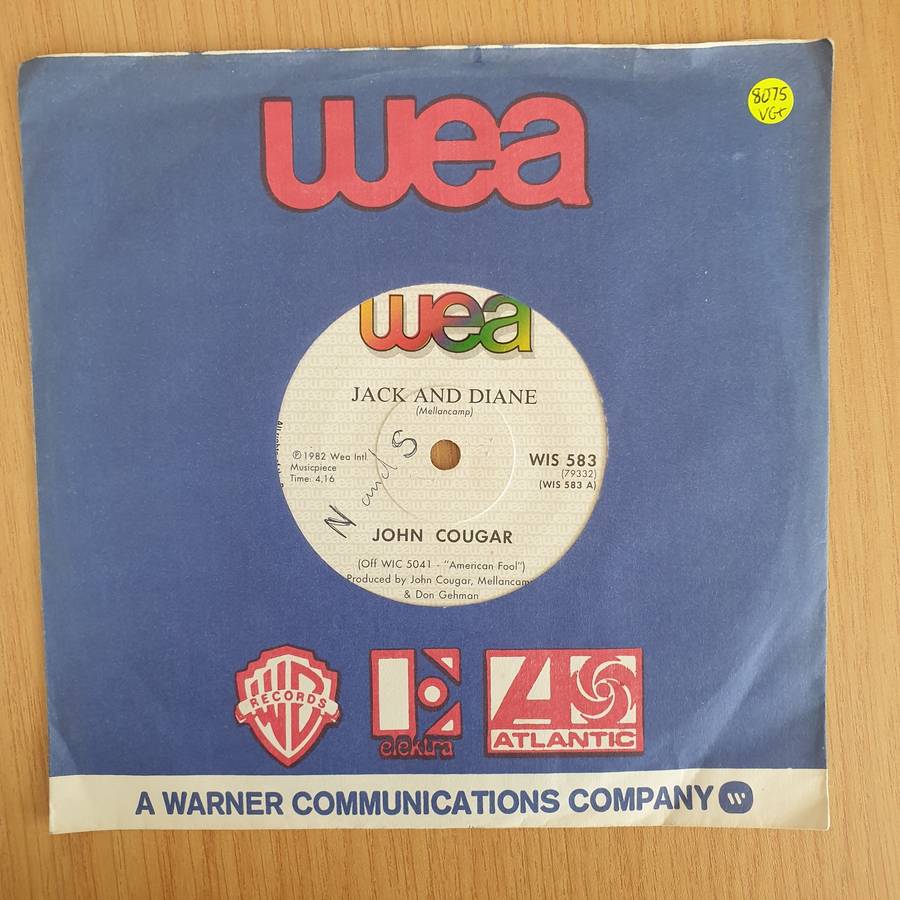 wea
8075
VG+
wea
JACK AND DIANE
(Mellancamp)
℗ 1982 Wea Intl.
Musicpiece
Time: 4,16
N and S
WIS 583
(79332)
(WIS 583 A)
JOHN COUGAR
(Off WIC 5041 - "American Fool")
Produced by John Cougar, Mellancam
& Don Gehman
WB
RECORDS
E
elektra
A
ATLANTIC
A WARNER COMMUNICATIONS COMPANY